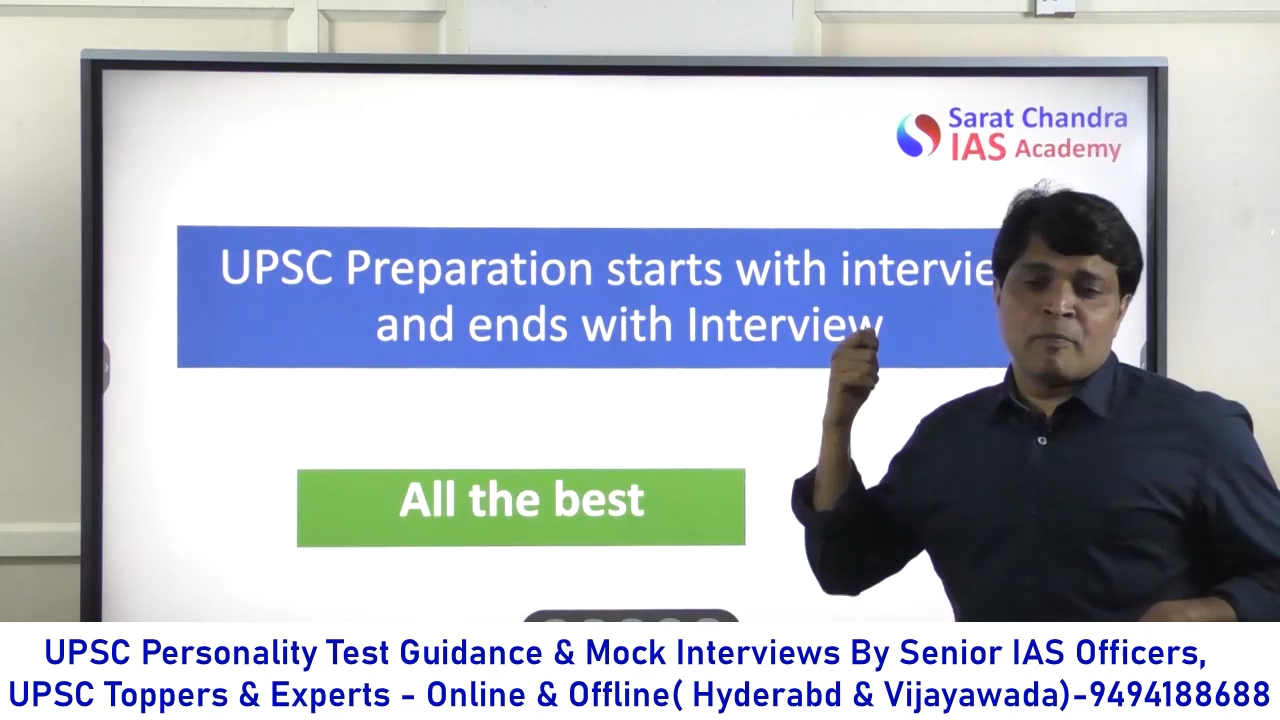 Sarat Chandra
IAS Academy
UPSC Preparation starts with intervie
and ends with Interview
All the best
UPSC Personality Test Guidance & Mock Interviews By Senior IAS Officers,
UPSC Toppers & Experts - Online & Offline( Hyderabd & Vijayawada)-9494188688